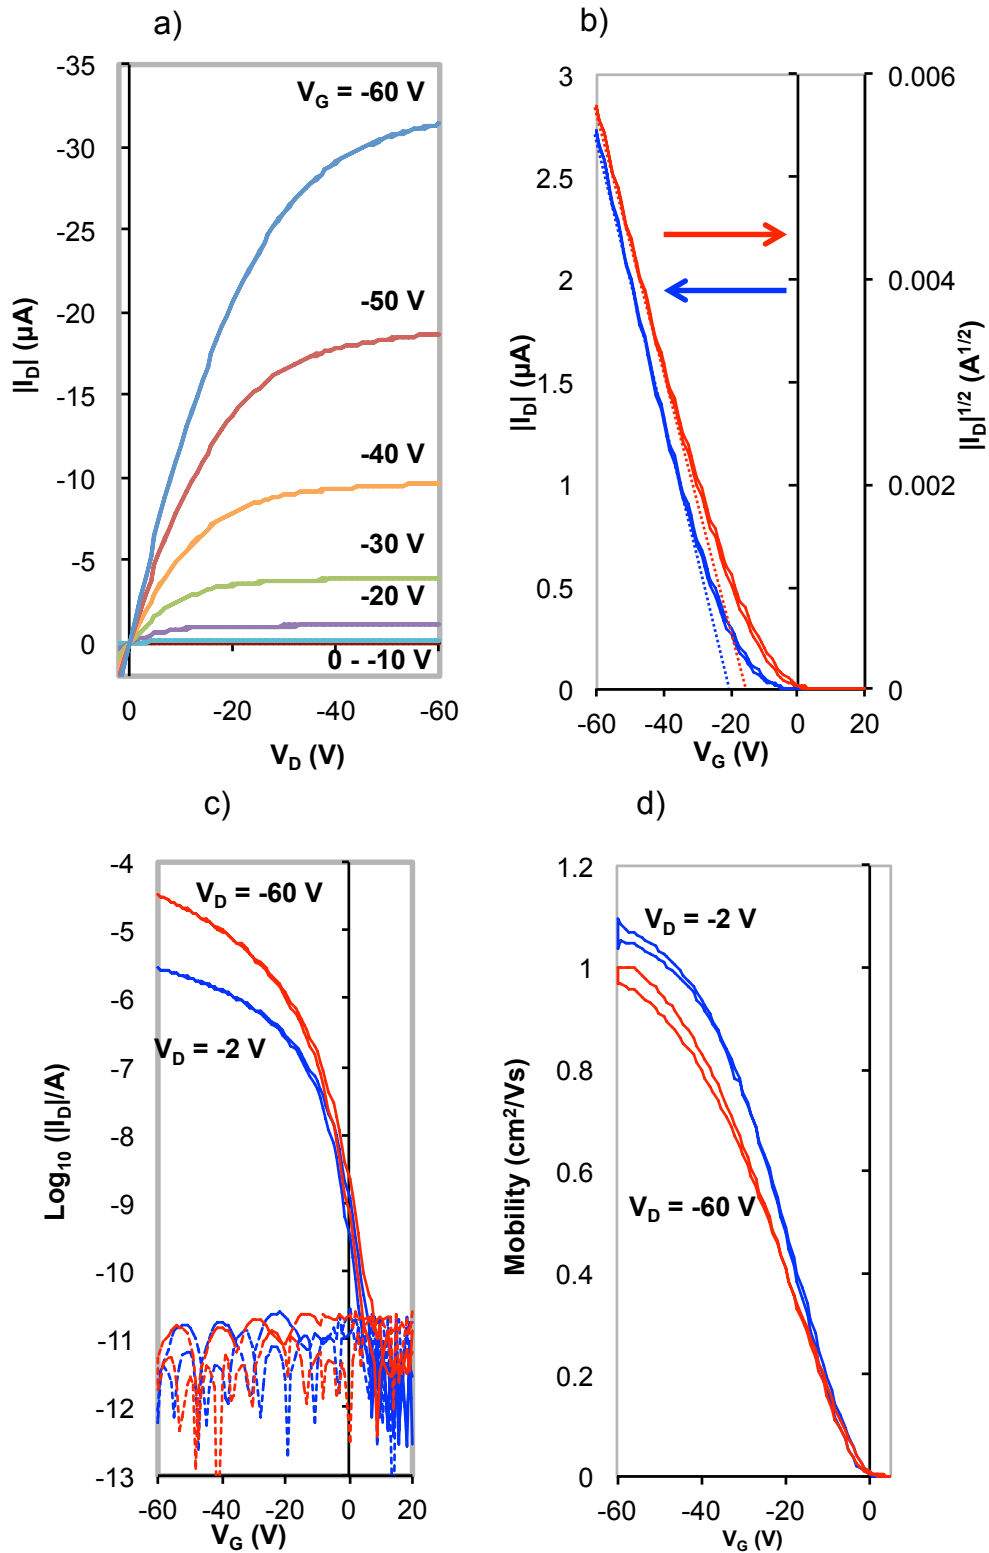 a)
-35
-30
-25
-20
-15
-10
-5
0
|I_D| (µA)
V_G = -60 V
-50 V
-40 V
-30 V
-20 V
0 - -10 V
0
-20
-40
-60
V_D (V)
b)
3
2.5
2
1.5
1
0.5
0
|I_D| (µA)
0.006
0.004
0.002
0
|I_D|^1/2 (A^1/2)
-60
-40
-20
0
20
V_G (V)
c)
-4
-5
-6
-7
-8
-9
-10
-11
-12
-13
Log_10 (|I_D|/A)
V_D = -60 V
V_D = -2 V
-60
-40
-20
0
20
V_G (V)
d)
1.2
1
0.8
0.6
0.4
0.2
0
Mobility (cm²/Vs)
V_D = -2 V
V_D = -60 V
-60
-40
-20
0
V_G (V)